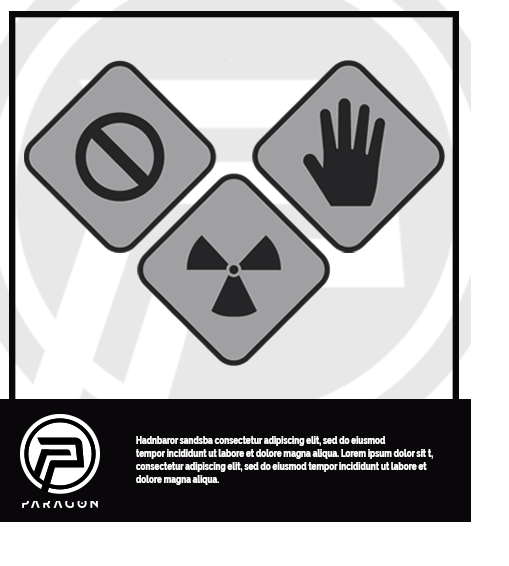 Hadnbaror sandsba consectetur adipiscing elit, sed do eiusmod
tempor incididunt ut labore et dolore magna aliqua. Lorem ipsum dolor sit t,
consectetur adipiscing elit, sed do eiusmod tempor incididunt ut labore et
dolore magna aliqua.
PARAGON